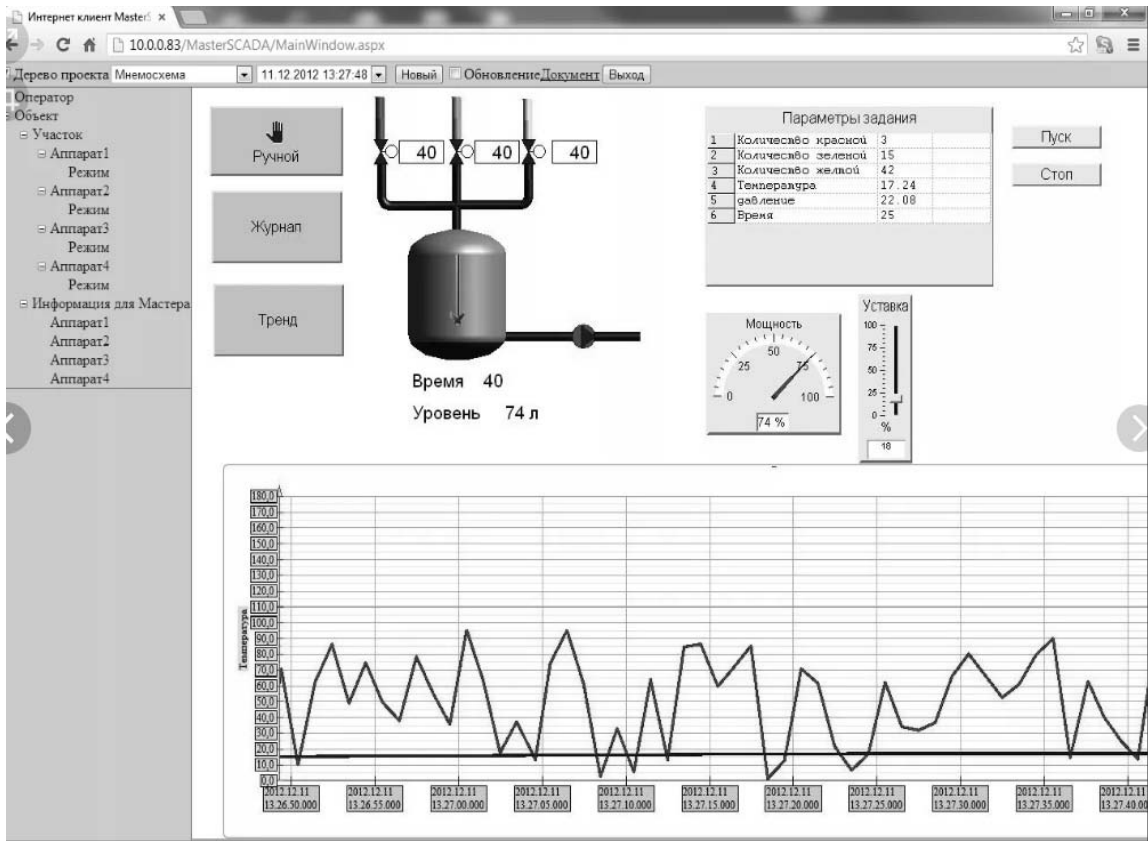 Интернет клиент MasterS
10.0.0.83/MasterSCADA/MainWindow.aspx
Дерево проекта Мнемосхема 11.12.2012 13:27:48 Новый Обновление Документ Выход
Оператор
Объект
Участок
Аппарат1
Режим
Аппарат2
Режим
Аппарат3
Режим
Аппарат4
Режим
Информация для Мастера
Аппарат1
Аппарат2
Аппарат3
Аппарат4
Ручной
Журнал
Тренд
40 40 40
Время 40
Уровень 74 л
Параметры задания
1 Количество красной 3
2 Количество зеленой 15
3 Количество желтой 42
4 Температура 17.24
5 давление 22.08
6 Время 25
Пуск
Стоп
Мощность
0 25 50 75 100
74 %
Уставка
100
75
50
25
0
%
18
Температура
180,0
170,0
160,0
150,0
140,0
130,0
120,0
110,0
100,0
90,0
80,0
70,0
60,0
50,0
40,0
30,0
20,0
10,0
0,0
2012.12.11 2012.12.11 2012.12.11 2012.12.11 2012.12.11 2012.12.11 2012.12.11 2012.12.11 2012.12.11 2012.12.11 2012.12.11
13.26.50.000 13.26.55.000 13.27.00.000 13.27.05.000 13.27.10.000 13.27.15.000 13.27.20.000 13.27.25.000 13.27.30.000 13.27.35.000 13.27.40.00